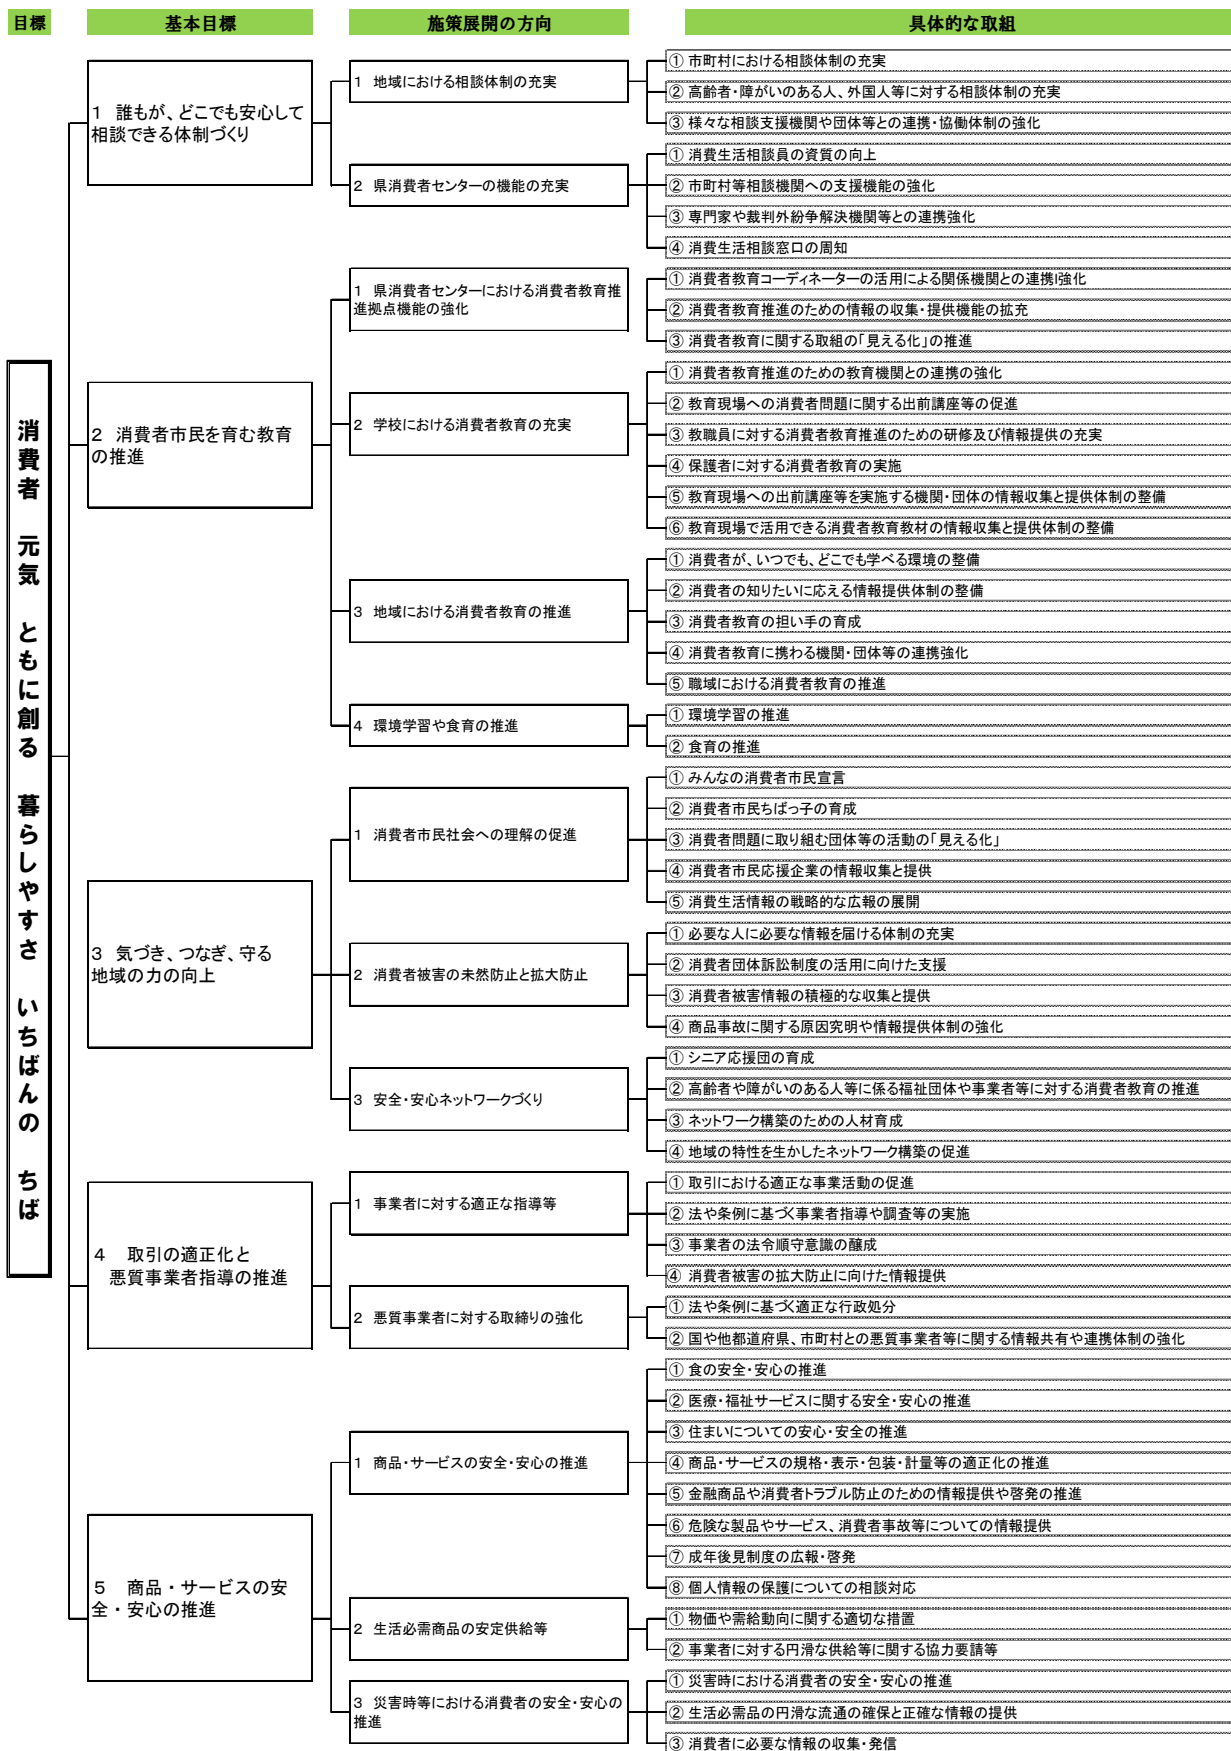 目標
基本目標
施策展開の方向
具体的な取組
消費者　元気　ともに創る　暮らしやすさ　いちばんの　ちば
1　誰もが、どこでも安心して
相談できる体制づくり
1　地域における相談体制の充実
① 市町村における相談体制の充実
② 高齢者・障がいのある人、外国人等に対する相談体制の充実
③ 様々な相談支援機関や団体等との連携・協働体制の強化
2　県消費者センターの機能の充実
① 消費生活相談員の資質の向上
② 市町村等相談機関への支援機能の強化
③ 専門家や裁判外紛争解決機関等との連携強化
④ 消費生活相談窓口の周知
2　消費者市民を育む教育
の推進
1　県消費者センターにおける消費者教育推
進拠点機能の強化
① 消費者教育コーディネーターの活用による関係機関との連携強化
② 消費者教育推進のための情報の収集・提供機能の拡充
③ 消費者教育に関する取組の「見える化」の推進
2　学校における消費者教育の充実
① 消費者教育推進のための教育機関との連携の強化
② 教育現場への消費者問題に関する出前講座等の促進
③ 教職員に対する消費者教育推進のための研修及び情報提供の充実
④ 保護者に対する消費者教育の実施
⑤ 教育現場への出前講座等を実施する機関・団体の情報収集と提供体制の整備
⑥ 教育現場で活用できる消費者教育教材の情報収集と提供体制の整備
3　地域における消費者教育の推進
① 消費者が、いつでも、どこでも学べる環境の整備
② 消費者の知りたいに応える情報提供体制の整備
③ 消費者教育の担い手の育成
④ 消費者教育に携わる機関・団体等の連携強化
⑤ 職域における消費者教育の推進
4　環境学習や食育の推進
① 環境学習の推進
② 食育の推進
3　気づき、つなぎ、守る
地域の力の向上
1　消費者市民社会への理解の促進
① みんなの消費者市民宣言
② 消費者市民ちばっ子の育成
③ 消費者問題に取り組む団体等の活動の「見える化」
④ 消費者市民応援企業の情報収集と提供
⑤ 消費生活情報の戦略的な広報の展開
2　消費者被害の未然防止と拡大防止
① 必要な人に必要な情報を届ける体制の充実
② 消費者団体訴訟制度の活用に向けた支援
③ 消費者被害情報の積極的な収集と提供
④ 商品事故に関する原因究明や情報提供体制の強化
3　安全・安心ネットワークづくり
① シニア応援団の育成
② 高齢者や障がいのある人等に係る福祉団体や事業者等に対する消費者教育の推進
③ ネットワーク構築のための人材育成
④ 地域の特性を生かしたネットワーク構築の促進
4　取引の適正化と
悪質事業者指導の推進
1　事業者に対する適正な指導等
① 取引における適正な事業活動の促進
② 法や条例に基づく事業者指導や調査等の実施
③ 事業者の法令順守意識の醸成
④ 消費者被害の拡大防止に向けた情報提供
2　悪質事業者に対する取締りの強化
① 法や条例に基づく適正な行政処分
② 国や他都道府県、市町村との悪質事業者等に関する情報共有や連携体制の強化
5　商品・サービスの安
全・安心の推進
1　商品・サービスの安全・安心の推進
① 食の安全・安心の推進
② 医療・福祉サービスに関する安全・安心の推進
③ 住まいについての安心・安全の推進
④ 商品・サービスの規格・表示・包装・計量等の適正化の推進
⑤ 金融商品や消費者トラブル防止のための情報提供や啓発の推進
⑥ 危険な製品やサービス、消費者事故等についての情報提供
⑦ 成年後見制度の広報・啓発
⑧ 個人情報の保護についての相談対応
2　生活必需商品の安定供給等
① 物価や需給動向に関する適切な措置
② 事業者に対する円滑な供給等に関する協力要請等
3　災害時等における消費者の安全・安心の
推進
① 災害時における消費者の安全・安心の推進
② 生活必需品の円滑な流通の確保と正確な情報の提供
③ 消費者に必要な情報の収集・発信